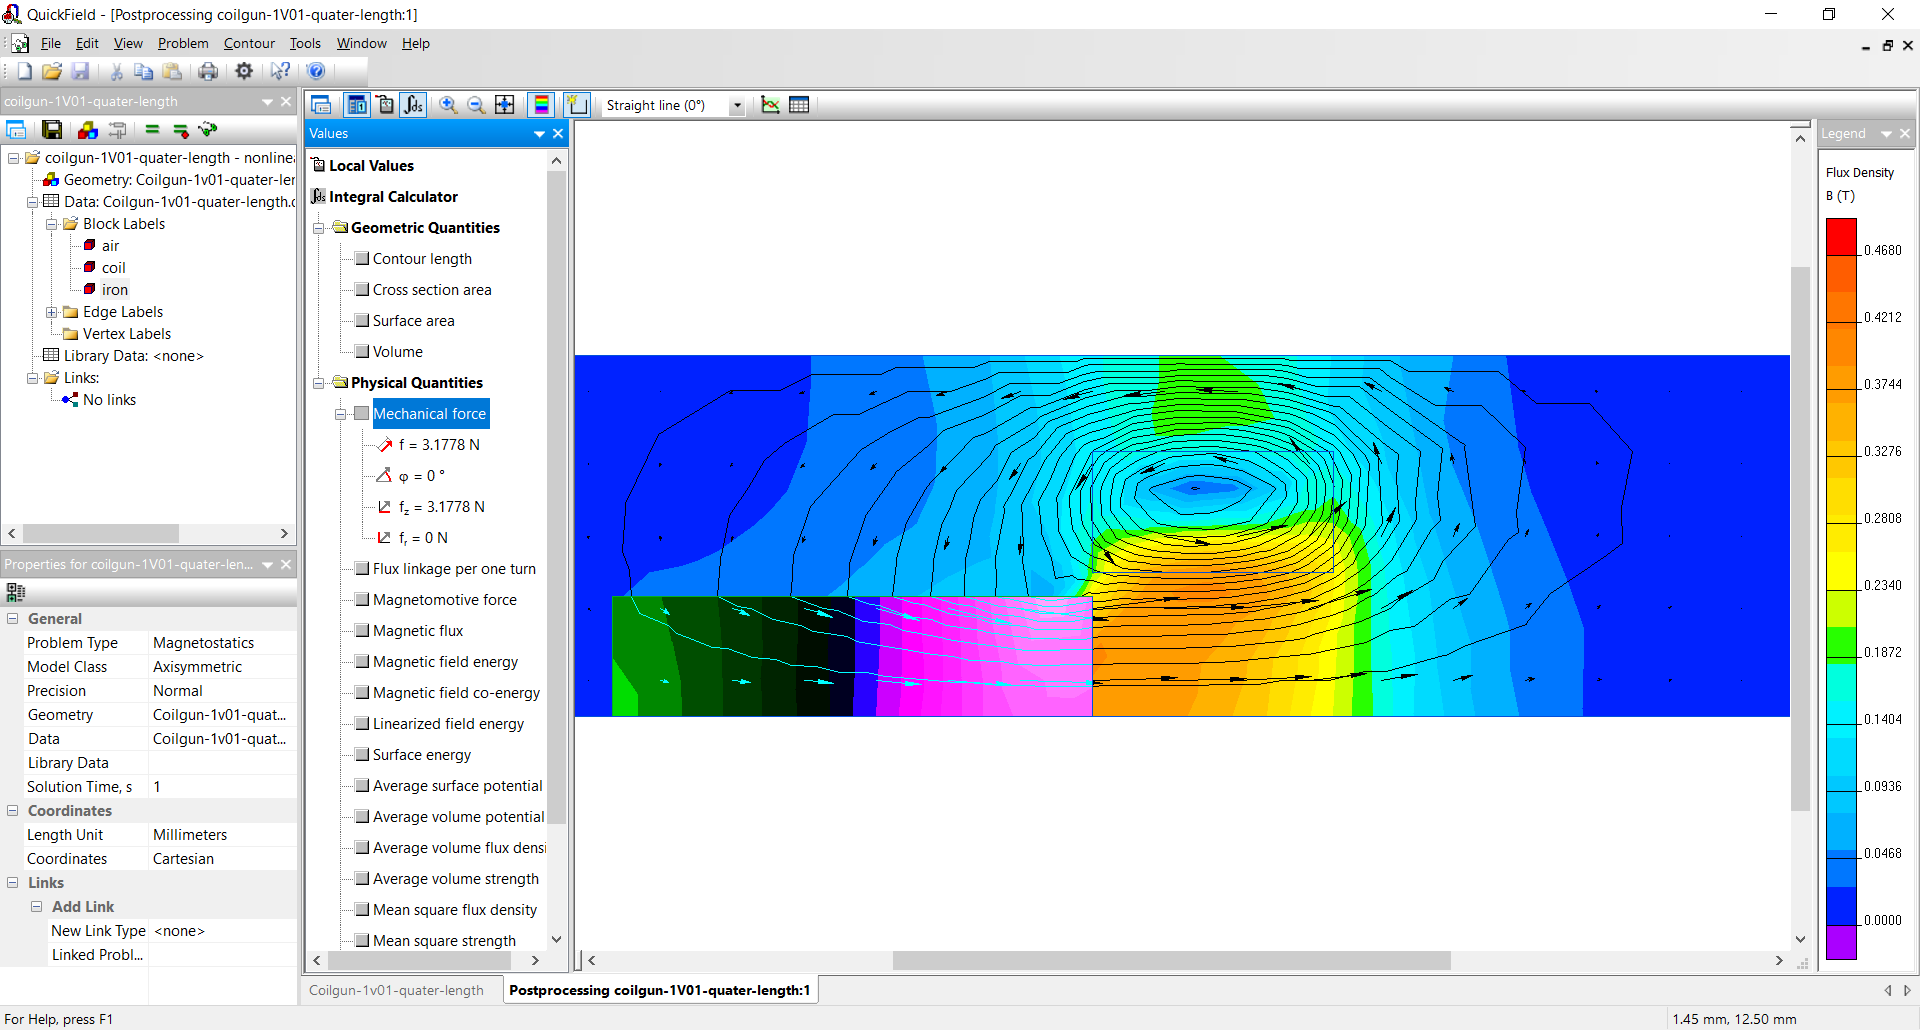 QuickField - [Postprocessing coilgun-1V01-quater-length:1]
File Edit View Problem Contour Tools Window Help
coilgun-1V01-quater-length
coilgun-1V01-quater-length - nonline
Geometry: Coilgun-1v01-quater-ler
Data: Coilgun-1v01-quater-length.
Block Labels
air
coil
iron
Edge Labels
Vertex Labels
Library Data: <none>
Links:
No links
Properties for coilgun-1V01-quater-len...
General
Problem Type Magnetostatics
Model Class Axisymmetric
Precision Normal
Geometry Coilgun-1v01-quat...
Data Coilgun-1v01-quat...
Library Data
Solution Time, s 1
Coordinates
Length Unit Millimeters
Coordinates Cartesian
Links
Add Link
New Link Type <none>
Linked Probl...
Straight line (0°)
Values
Local Values
∫ds Integral Calculator
Geometric Quantities
Contour length
Cross section area
Surface area
Volume
Physical Quantities
Mechanical force
f = 3.1778 N
φ = 0 °
fz = 3.1778 N
fr = 0 N
Flux linkage per one turn
Magnetomotive force
Magnetic flux
Magnetic field energy
Magnetic field co-energy
Linearized field energy
Surface energy
Average surface potential
Average volume potential
Average volume flux densi
Average volume strength
Mean square flux density
Mean square strength
Legend
Flux Density
B (T)
0.4680
0.4212
0.3744
0.3276
0.2808
0.2340
0.1872
0.1404
0.0936
0.0468
0.0000
Coilgun-1v01-quater-length
Postprocessing coilgun-1V01-quater-length:1
For Help, press F1
1.45 mm, 12.50 mm